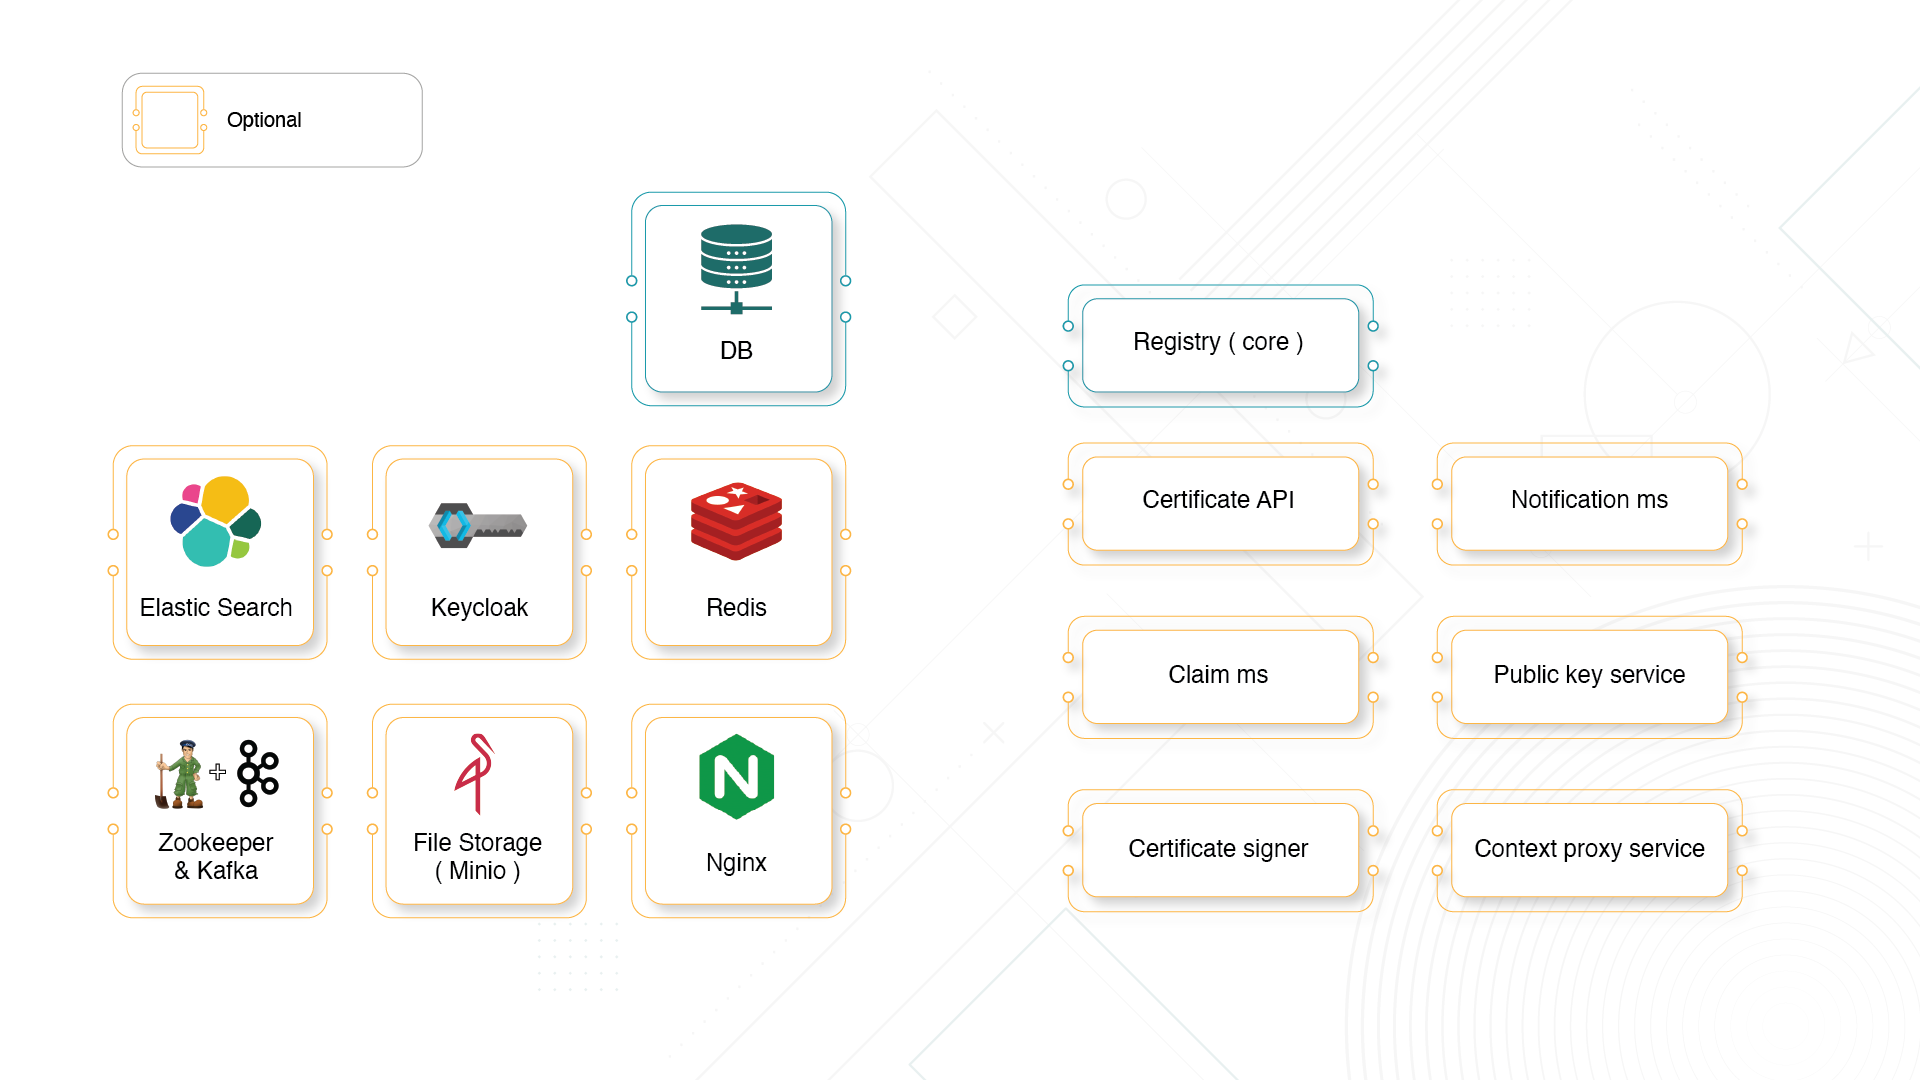 Optional
DB
Registry ( core )
Certificate API
Notification ms
Elastic Search
Keycloak
Redis
Claim ms
Public key service
Zookeeper
& Kafka
File Storage
( Minio )
Nginx
Certificate signer
Context proxy service